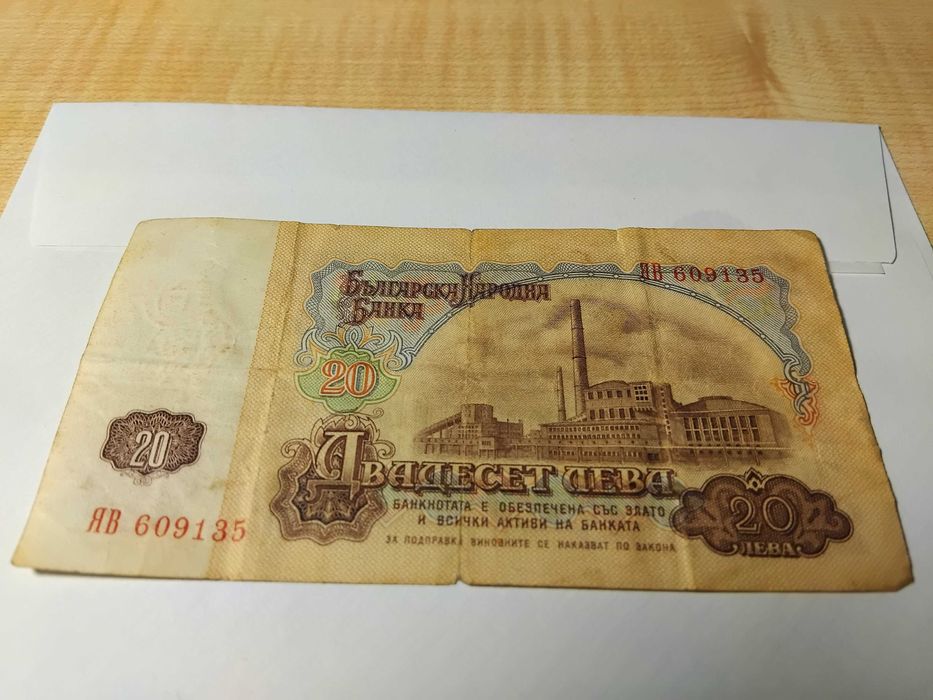 Българска Народна
Банка
ЯВ 609135
20
20
Двадесет лева
БАНКНОТАТА Е ОБЕЗПЕЧЕНА СЪС ЗЛАТО
И ВСИЧКИ АКТИВИ НА БАНКАТА
ЗА ПОДПРАВКА ВИНОВНИТЕ СЕ НАКАЗВАТ ПО ЗАКОНА
20
ЛЕВА
ЯВ 609135